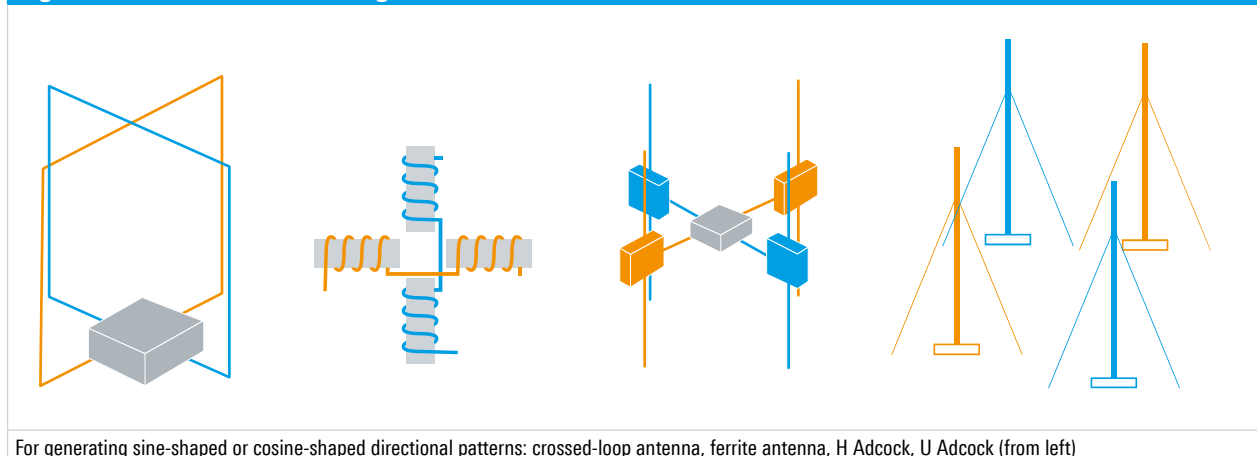 For generating sine-shaped or cosine-shaped directional patterns: crossed-loop antenna, ferrite antenna, H Adcock, U Adcock (from left)